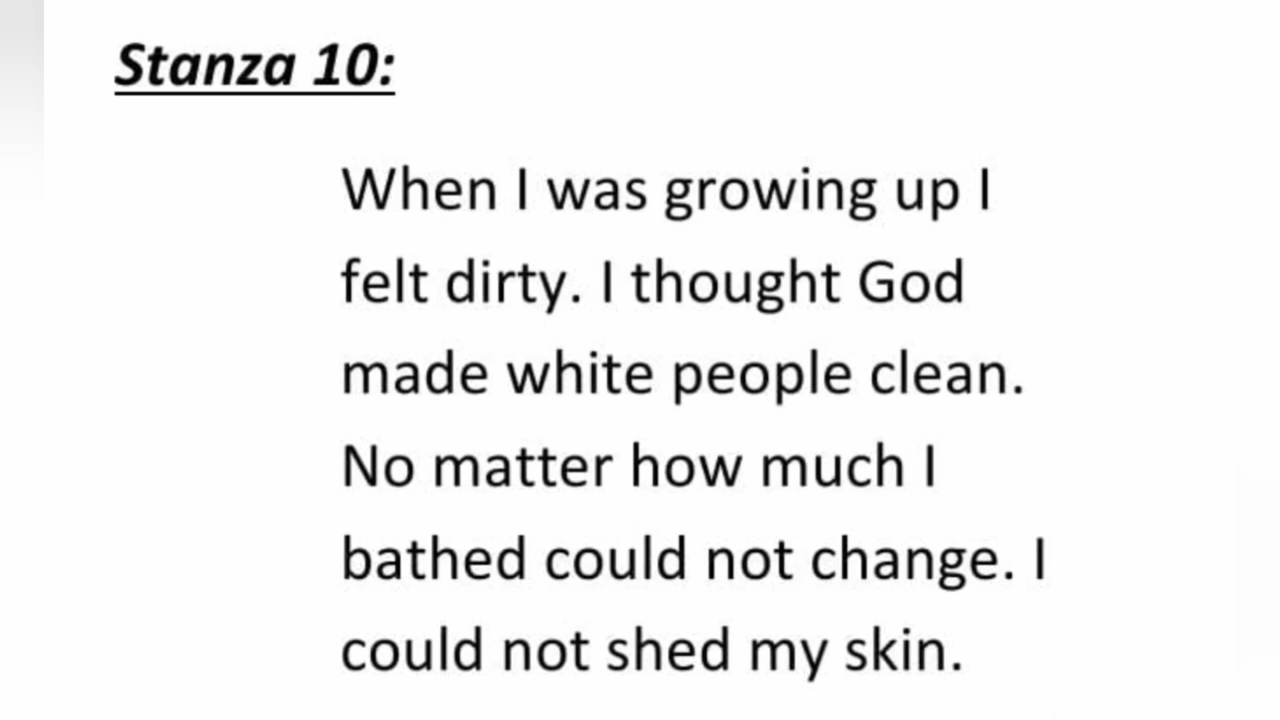 Stanza 10:
When I was growing up I
felt dirty. I thought God
made white people clean.
No matter how much I
bathed could not change. I
could not shed my skin.